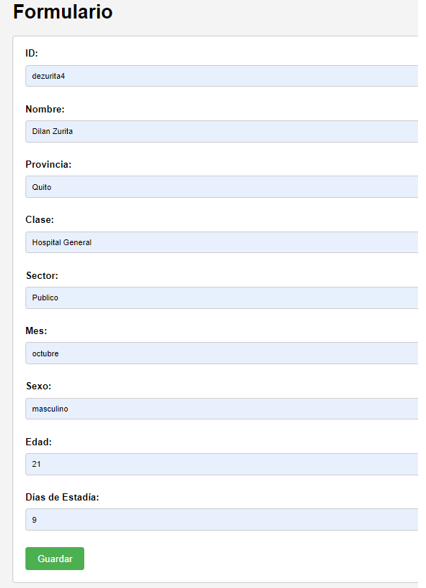 Formulario
ID:
dezurita4
Nombre:
Dilan Zurita
Provincia:
Quito
Clase:
Hospital General
Sector:
Publico
Mes:
octubre
Sexo:
masculino
Edad:
21
Días de Estadía:
9
Guardar